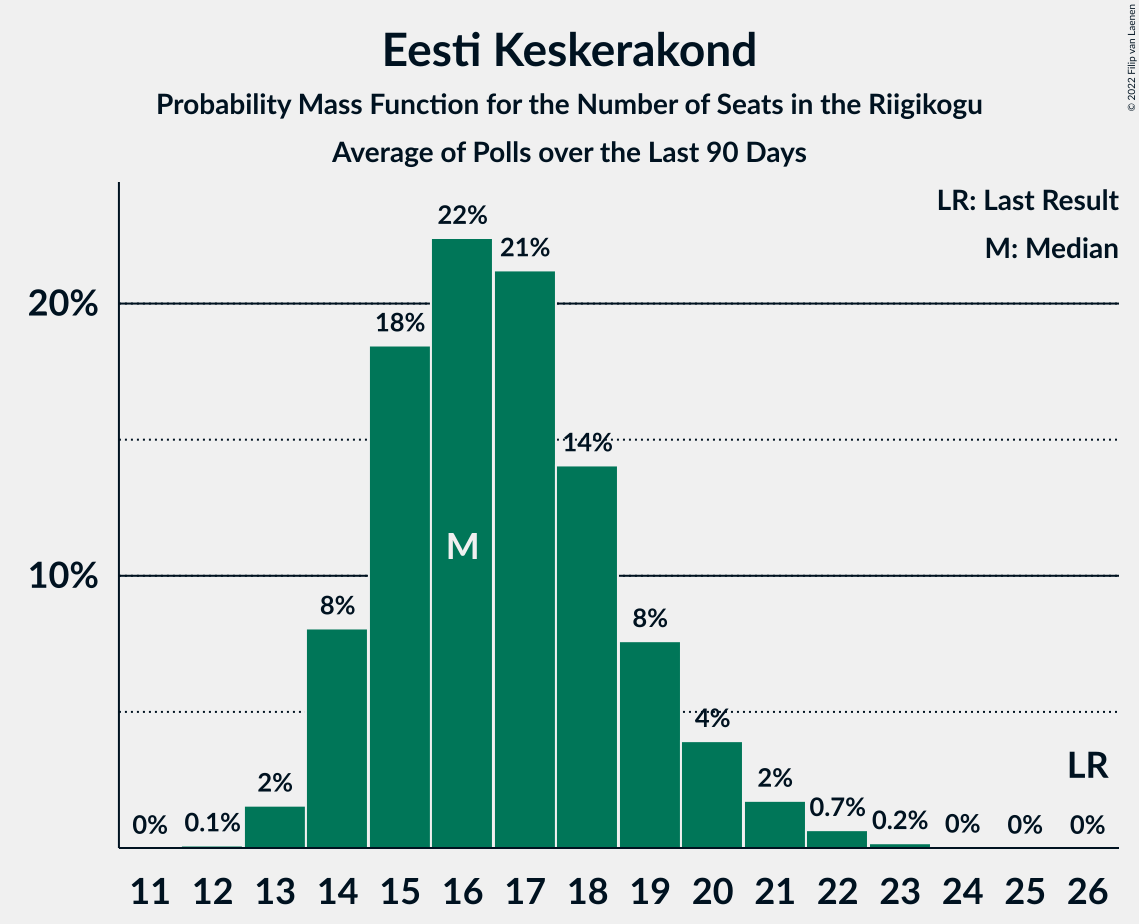 Eesti Keskerakond
Probability Mass Function for the Number of Seats in the Riigikogu
Average of Polls over the Last 90 Days
© 2022 Filip van Laenen
LR: Last Result
M: Median
22%
21%
20%
18%
14%
M
10%
8%
8%
4%
LR
2%
2%
0% 0.1% 0.7% 0.2% 0% 0% 0%
11 12 13 14 15 16 17 18 19 20 21 22 23 24 25 26